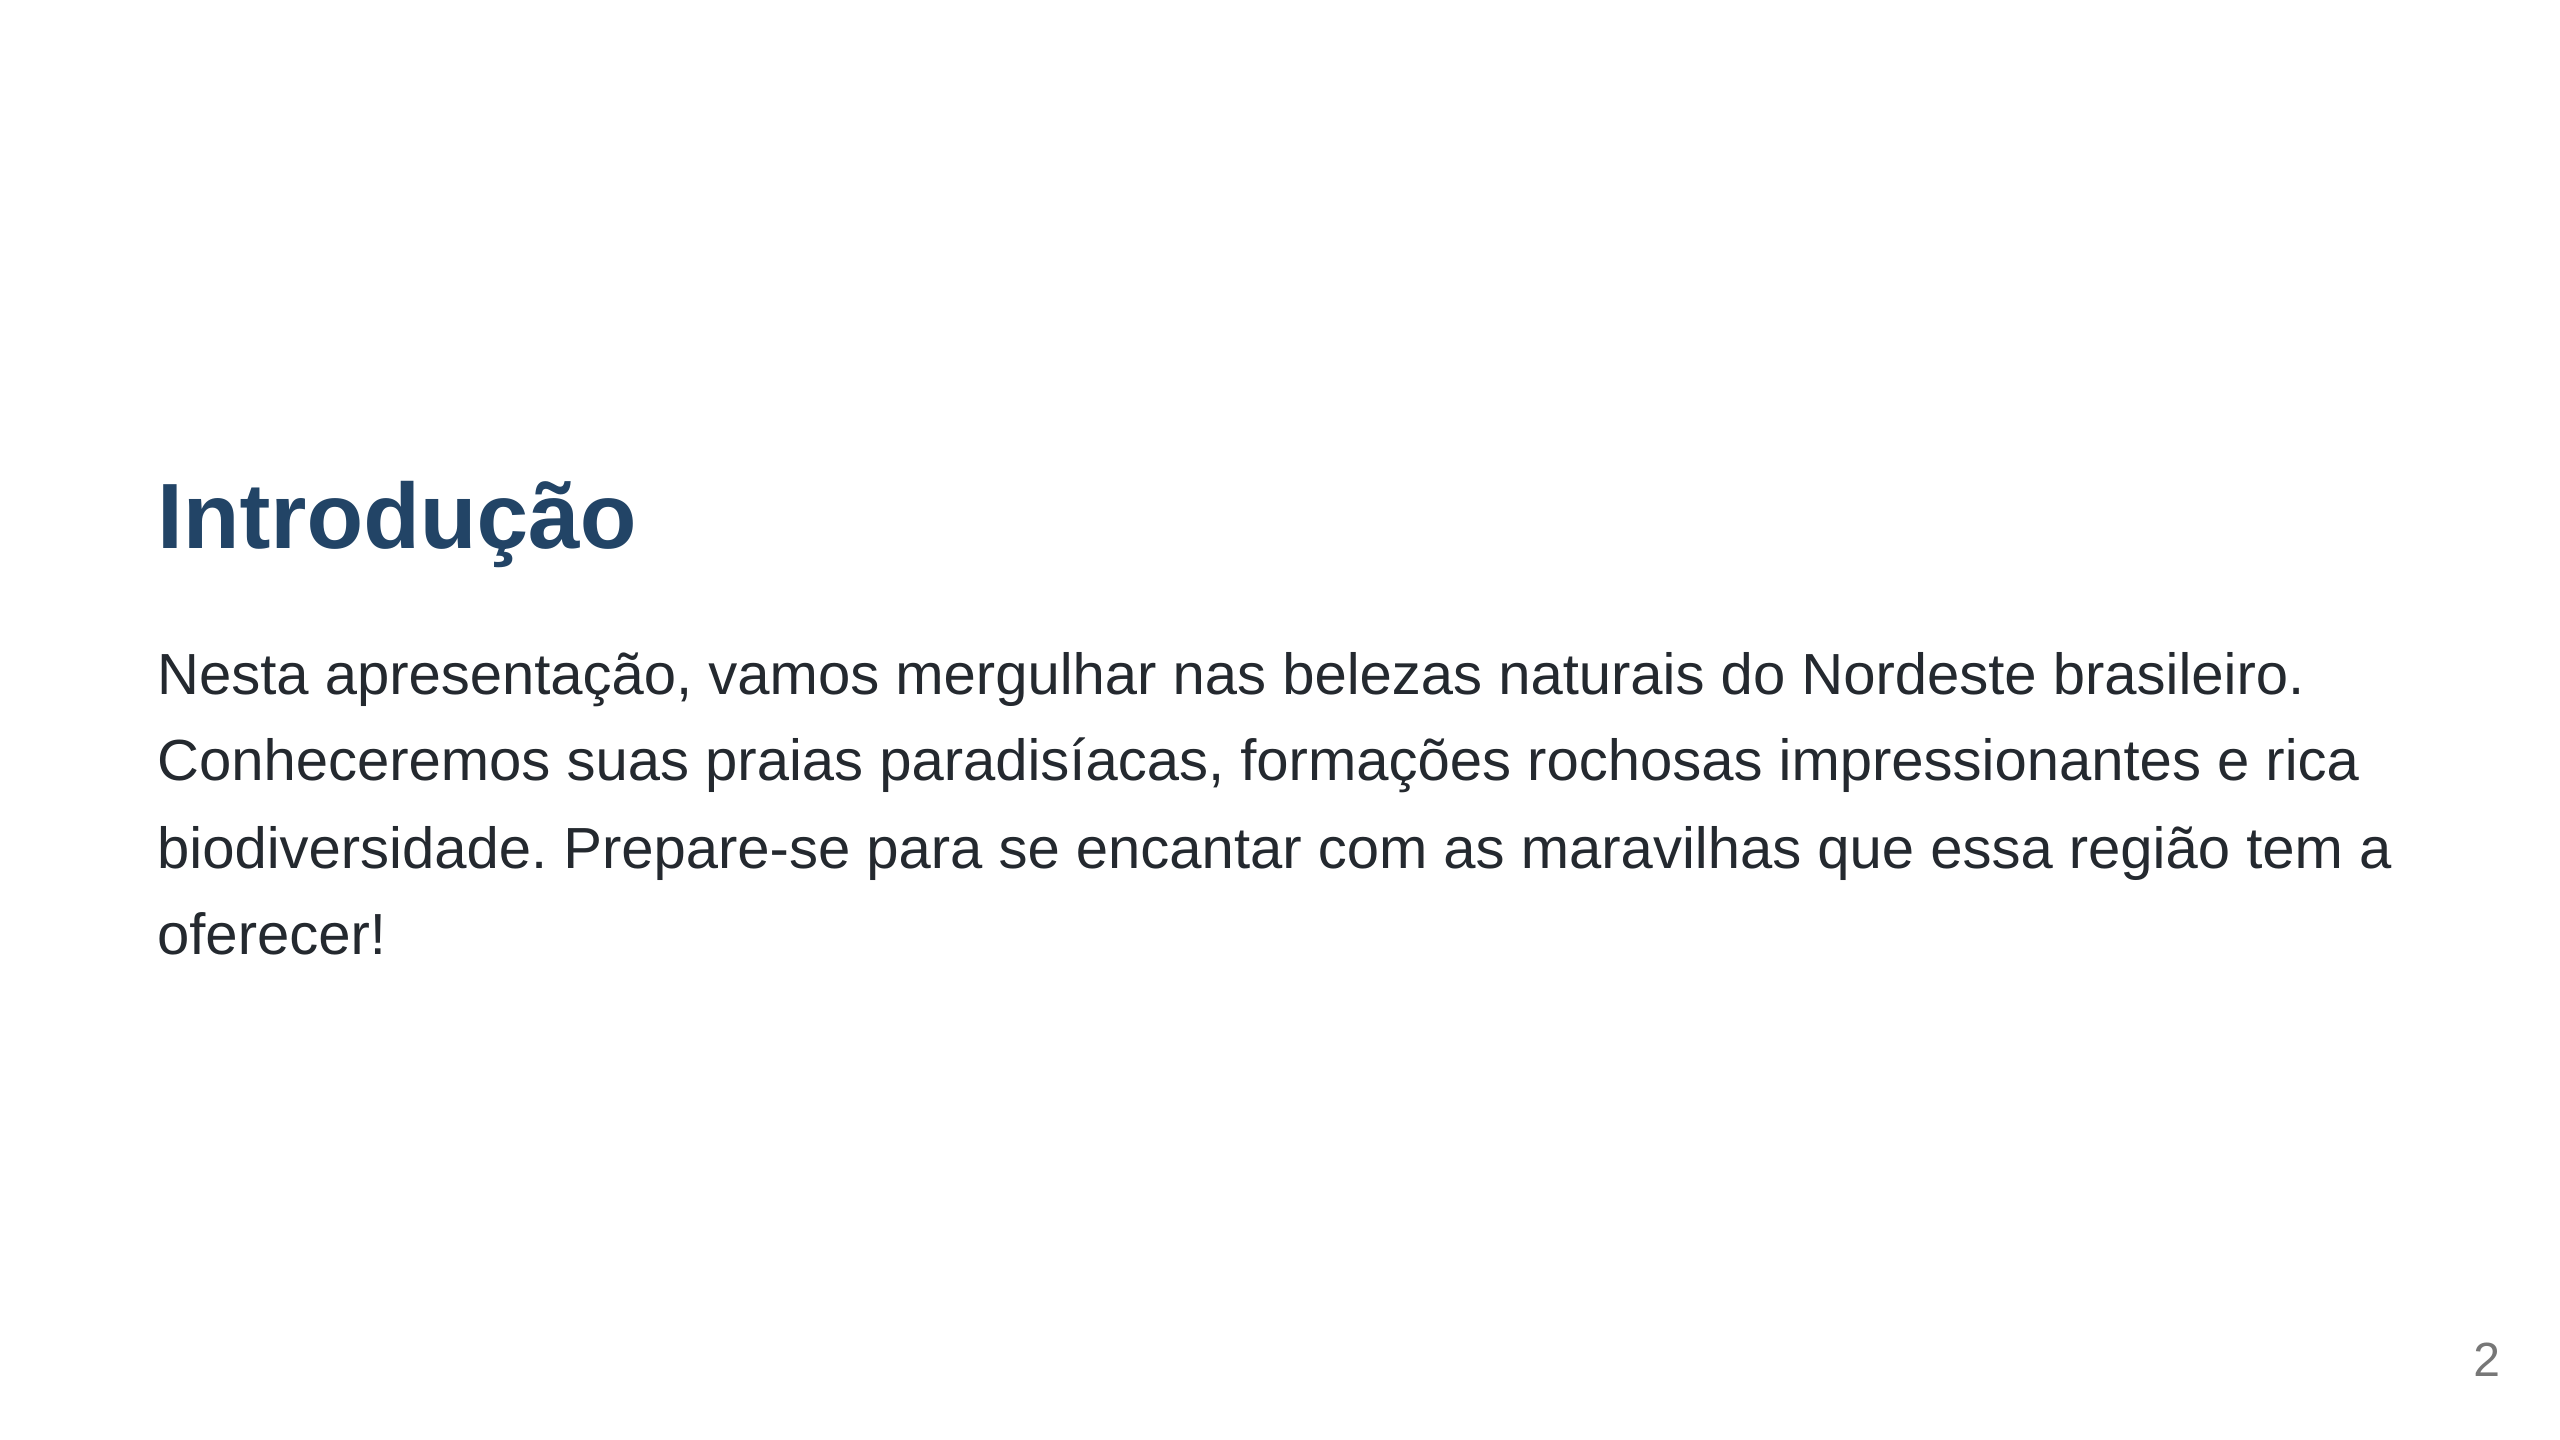 Introdução
Nesta apresentação, vamos mergulhar nas belezas naturais do Nordeste brasileiro.
Conheceremos suas praias paradisíacas, formações rochosas impressionantes e rica
biodiversidade. Prepare-se para se encantar com as maravilhas que essa região tem a
oferecer!
2